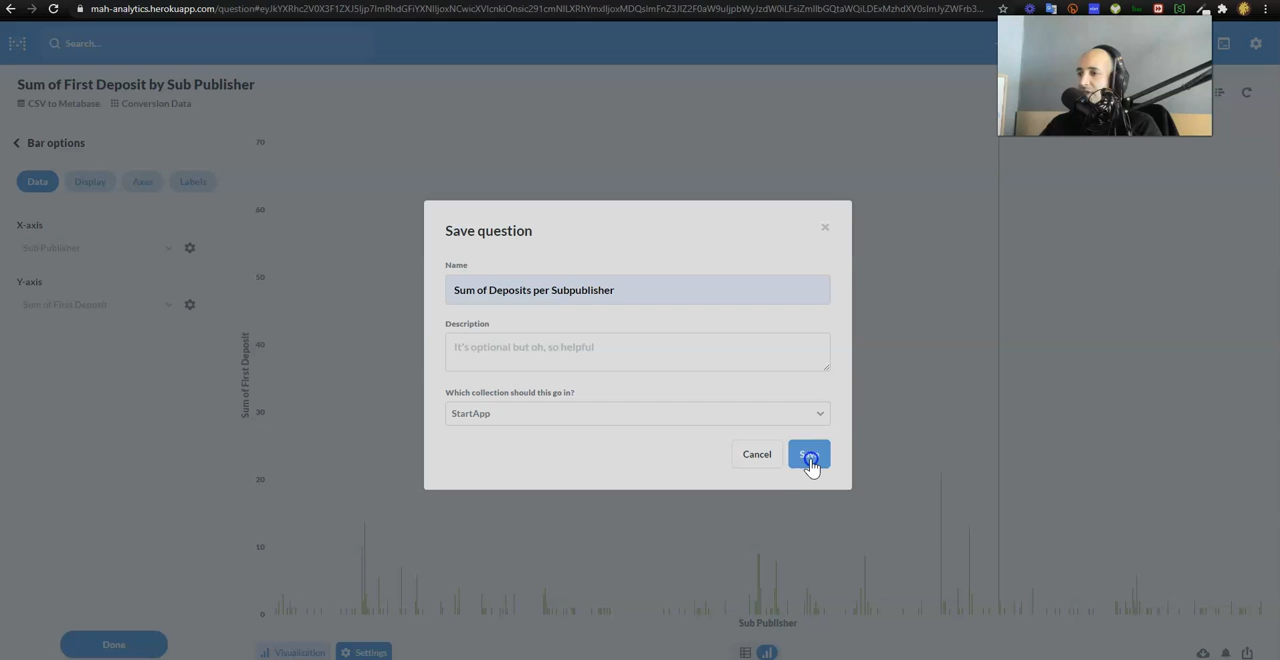 mah-analytics.herokuapp.com
Search...
Sum of First Deposit by Sub Publisher
CSV to Metabase
Conversion Data
Bar options
Data
Display
Axes
Labels
X-axis
Sub Publisher
Y-axis
Sum of First Deposit
Done
70
60
50
40
30
20
10
0
Sum of First Deposit
Sub Publisher
Visualization
Settings
Save question
Name
Sum of Deposits per Subpublisher
Description
It's optional but oh, so helpful
Which collection should this go in?
StartApp
Cancel